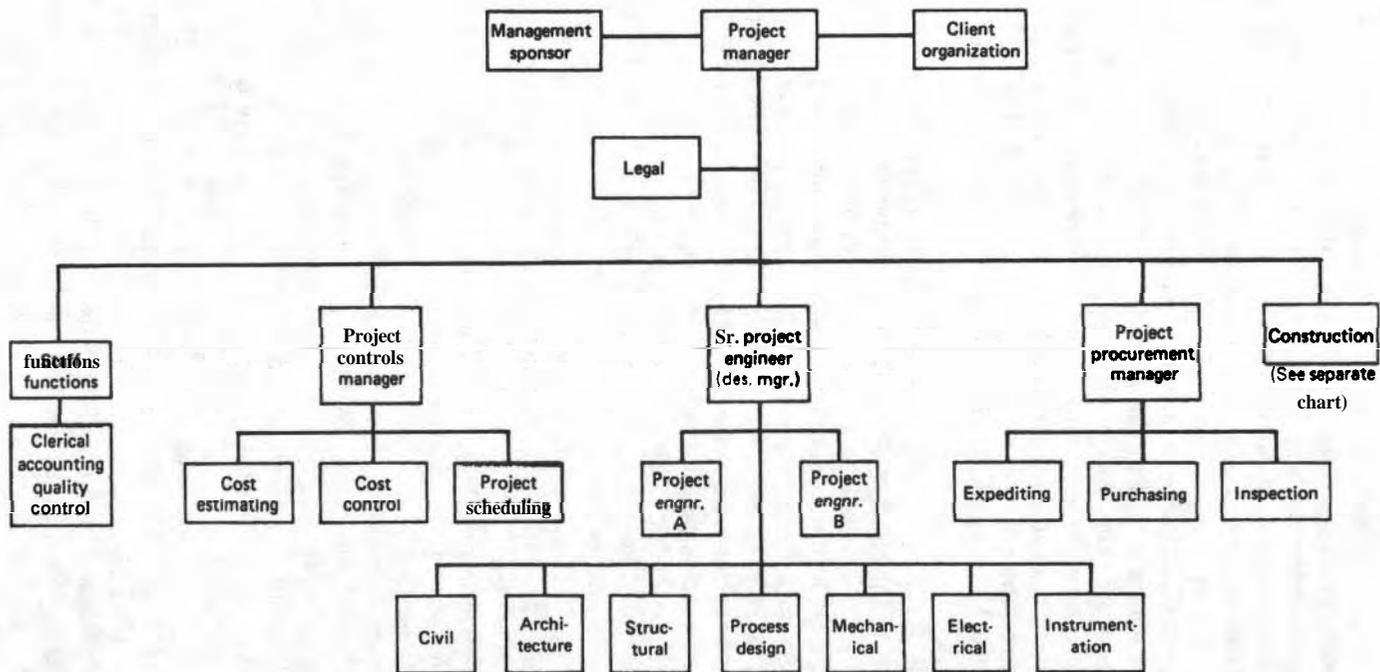 Management
sponsor
Project
manager
Client
organization
Legal
functions
functions
Project
controls
manager
Sr. project
engineer
(des. mgr.)
Project
procurement
manager
Construction
(See separate
chart)
Clerical
accounting
quality
control
Cost
estimating
Cost
control
Project
scheduling
Project
engnr.
A
Project
engnr.
B
Expediting
Purchasing
Inspection
Civil
Archi-
tecture
Struc-
tural
Process
design
Mechan-
ical
Elect-
rical
Instrument-
ation